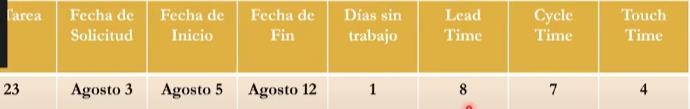 Tarea Fecha de Solicitud Fecha de Inicio Fecha de Fin Días sin trabajo Lead Time Cycle Time Touch Time
23 Agosto 3 Agosto 5 Agosto 12 1 8 7 4